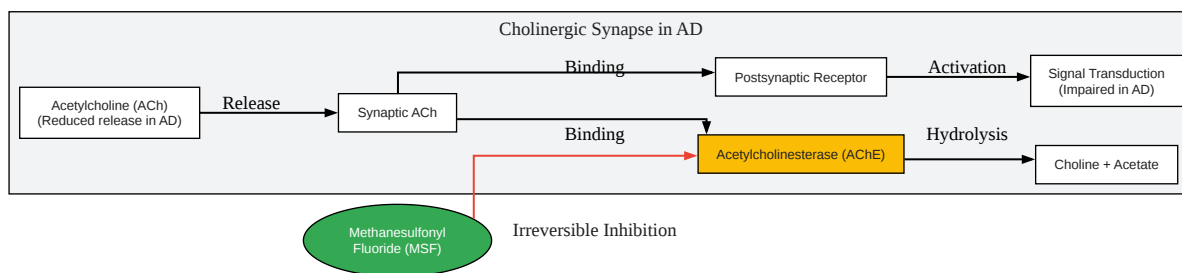 Cholinergic Synapse in AD
Binding
Postsynaptic Receptor
Activation
Signal Transduction
(Impaired in AD)
Acetylcholine (ACh)
(Reduced release in AD)
Release
Synaptic ACh
Binding
Acetylcholinesterase (AChE)
Hydrolysis
Choline + Acetate
Methanesulfonyl
Fluoride (MSF)
Irreversible Inhibition